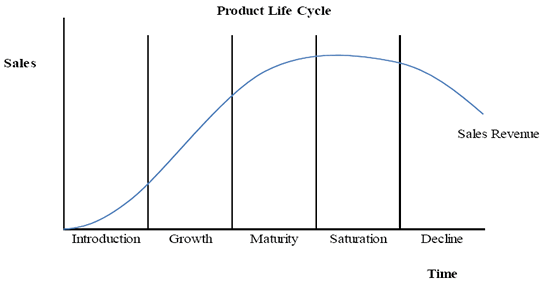 Product Life Cycle
Sales
Sales Revenue
Introduction Growth Maturity Saturation Decline
Time